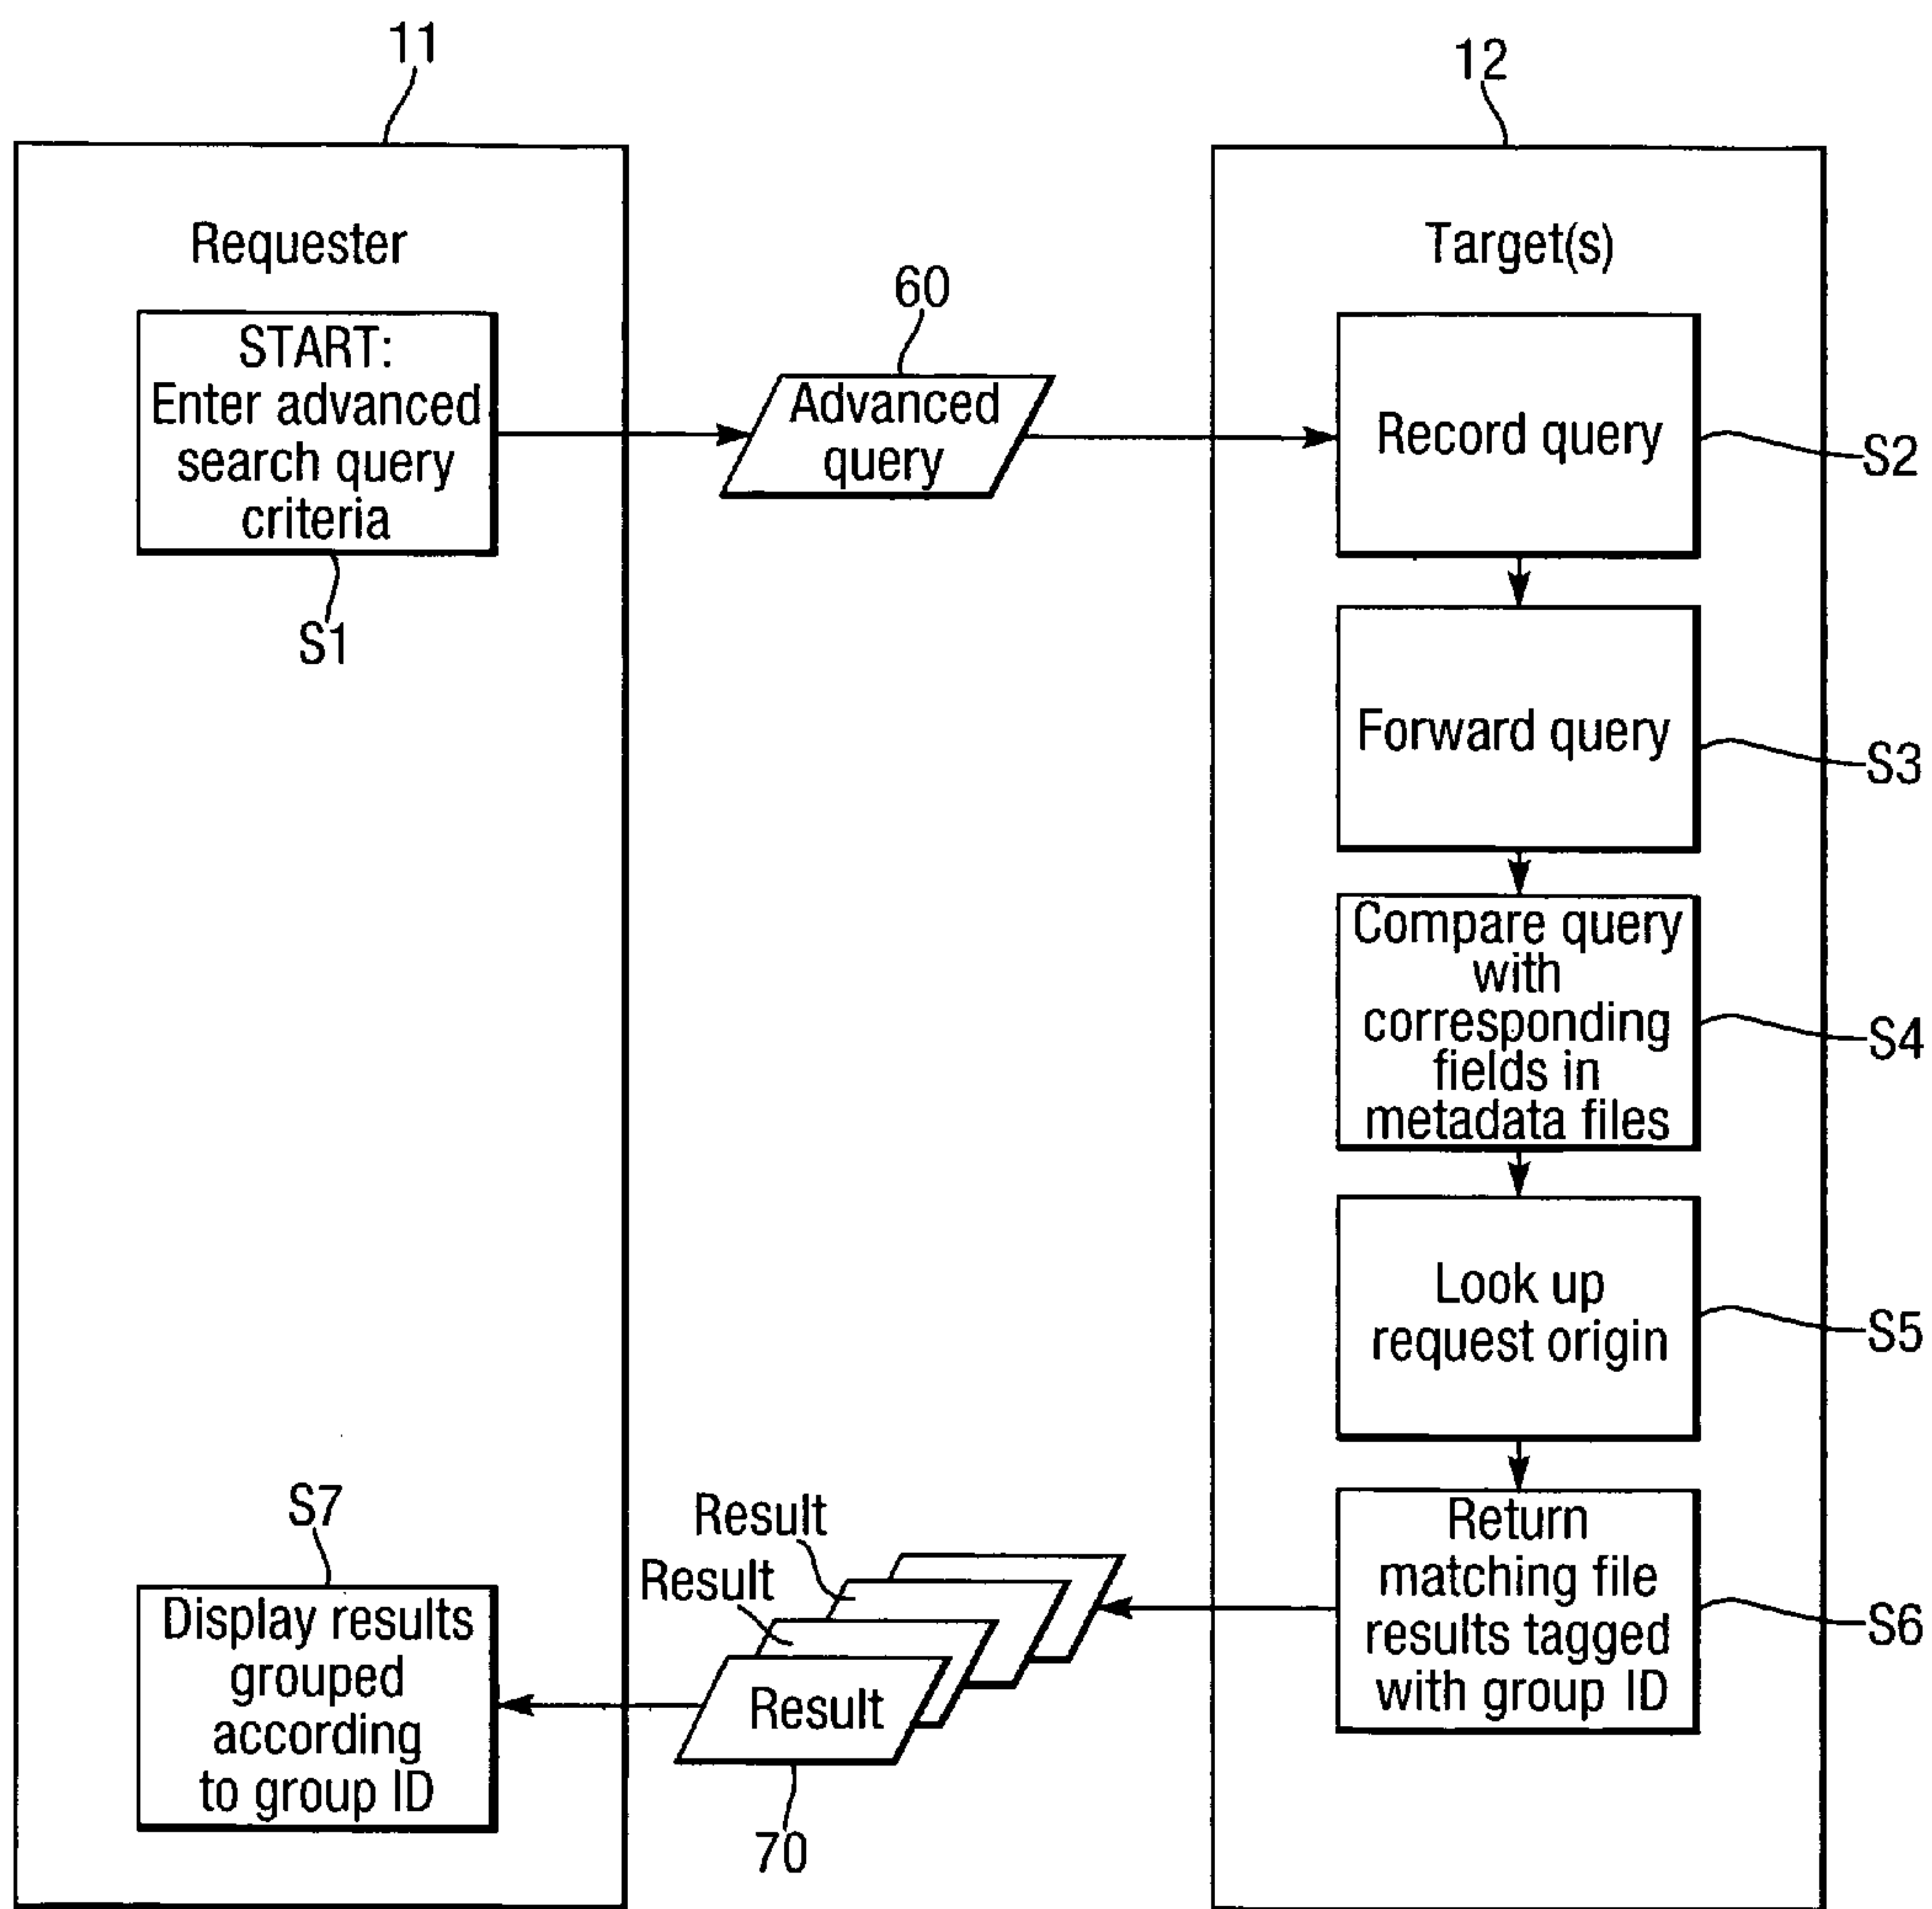 11
12
Requester
Target(s)
START:
Enter advanced
search query
criteria
S1
60
Advanced
query
Record query
S2
Forward query
S3
Compare query
with
corresponding
fields in
metadata files
S4
Look up
request origin
S5
Return
matching file
results tagged
with group ID
S6
Result
Result
Result
70
S7
Display results
grouped
according
to group ID